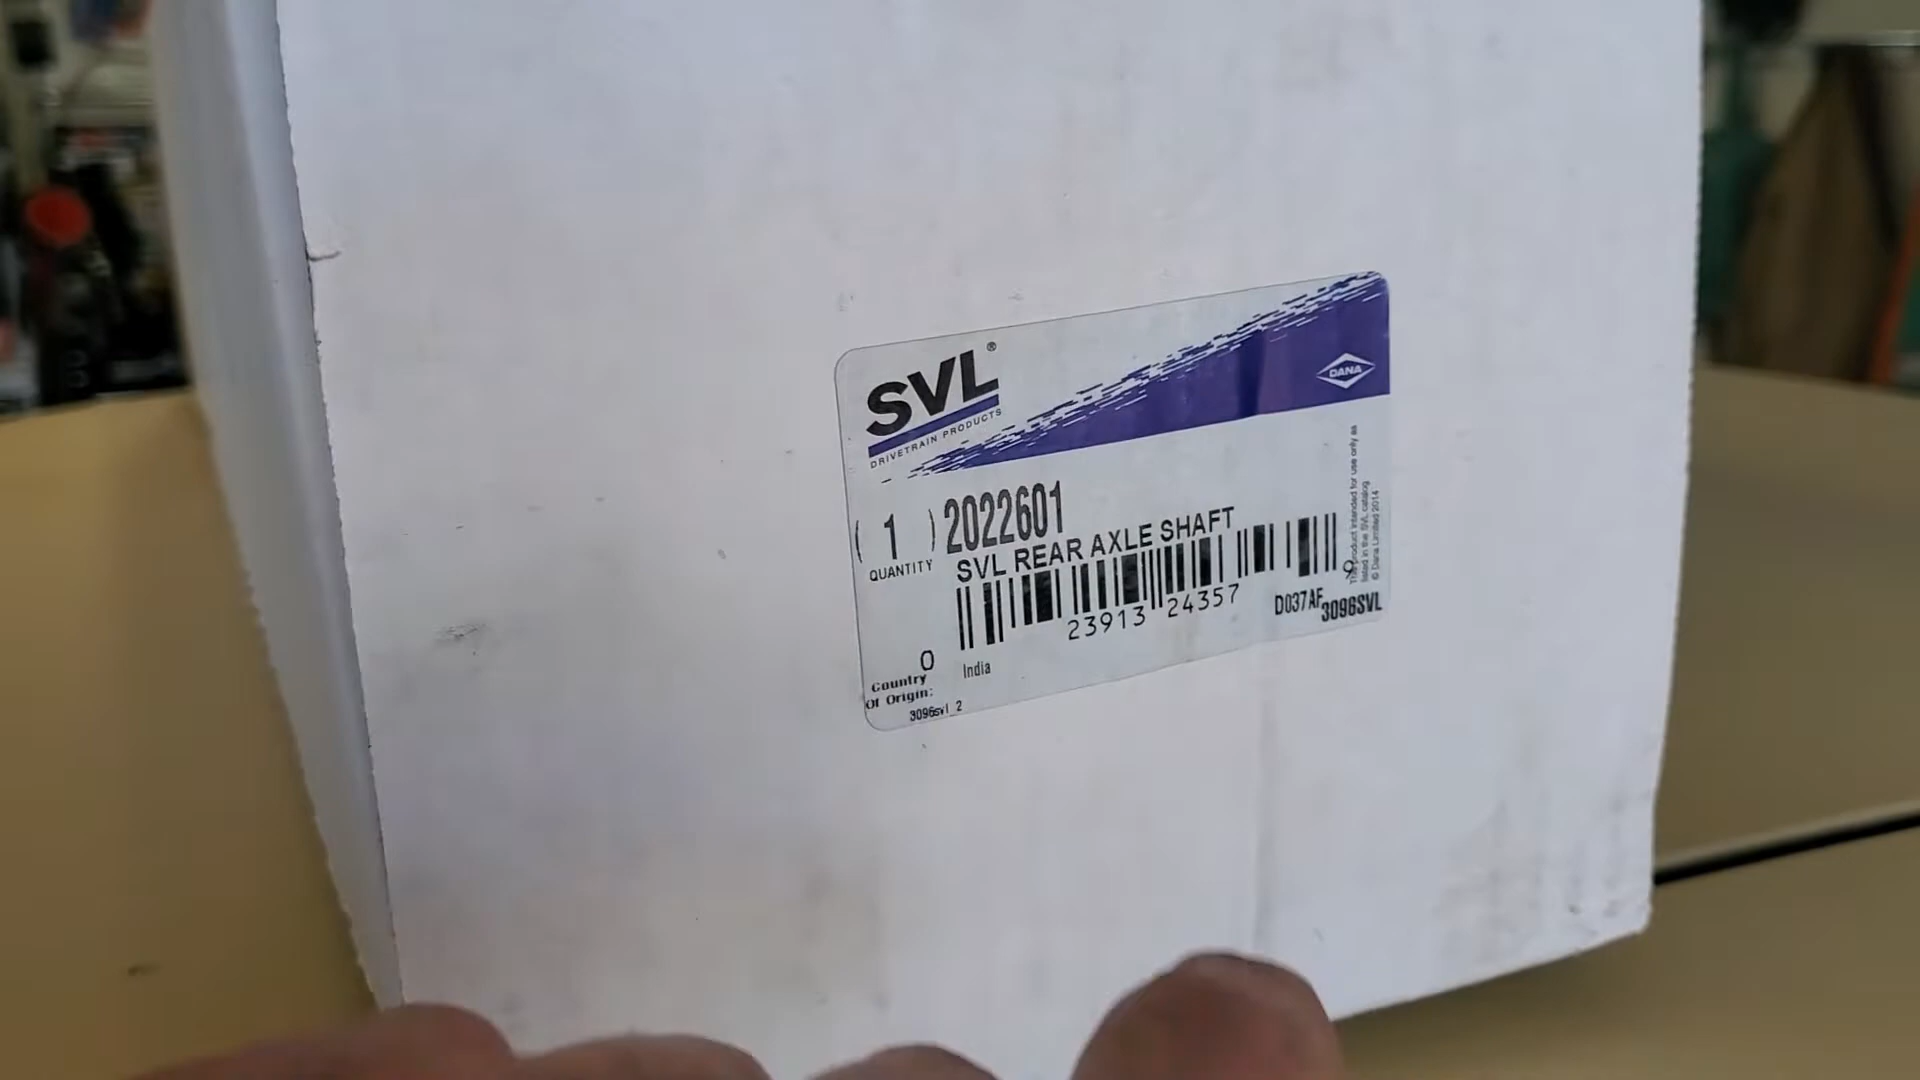 SVL®
DRIVETRAIN PRODUCTS
DANA
( 1 ) 2022601
QUANTITY
SVL REAR AXLE SHAFT
0 23913 24357 9
D037AF 3096SVL
Country
Of Origin:
India
3096svl 2
This product intended for use only as
listed in the SVL catalog
© Dana Limited 2014